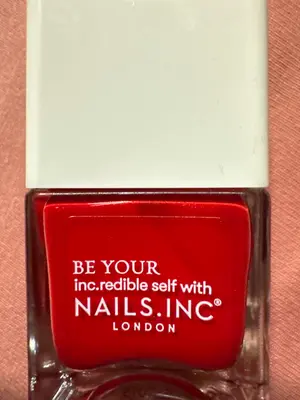 BE YOUR
inc.redible self with
NAILS.INC®
LONDON